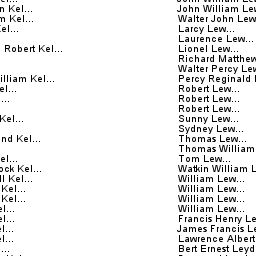 n Kel...
m Kel...
Kel...
Robert Kel...
illiam Kel...
el...
...
Kel...
nd Kel...
el...
ock Kel...
ll Kel...
Kel...
Kel...
el...
el...
el...
el...
John William Lew
Walter John Lew
Larcy Lew...
Laurence Lew...
Lionel Lew...
Richard Matthew
Walter Percy Lew
Percy Reginald
Robert Lew...
Robert Lew...
Robert Lew...
Sunny Lew...
Sydney Lew...
Thomas Lew...
Thomas William
Tom Lew...
Watkin William L
William Lew...
William Lew...
William Lew...
William Lew...
Francis Henry Le
James Francis L
Lawrence Albert
Bert Ernest Leyd